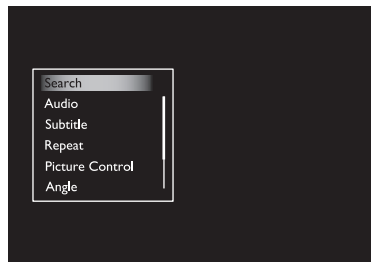 Search
Audio
Subtitle
Repeat
Picture Control
Angle